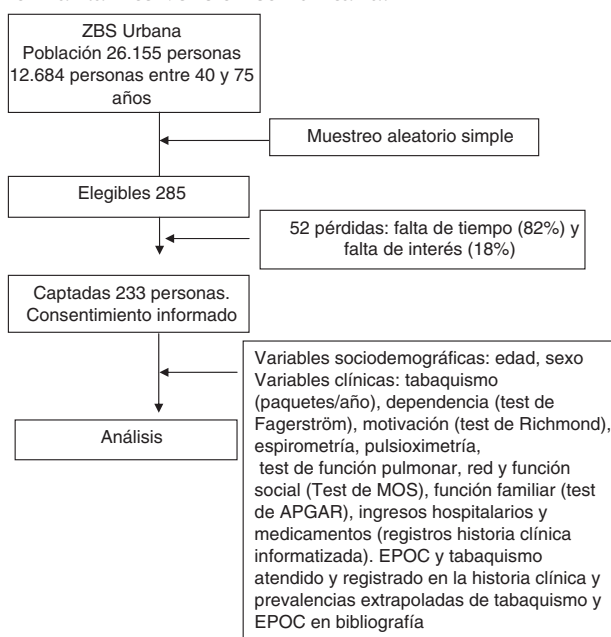 ZBS Urbana
Población 26.155 personas
12.684 personas entre 40 y 75
años
Muestreo aleatorio simple
Elegibles 285
52 pérdidas: falta de tiempo (82%) y
falta de interés (18%)
Captadas 233 personas.
Consentimiento informado
Variables sociodemográficas: edad, sexo
Variables clínicas: tabaquismo
(paquetes/año), dependencia (test de
Fagerström), motivación (test de Richmond),
espirometría, pulsioximetría,
test de función pulmonar, red y función
social (Test de MOS), función familiar (test
de APGAR), ingresos hospitalarios y
medicamentos (registros historia clínica
informatizada). EPOC y tabaquismo
atendido y registrado en la historia clínica y
prevalencias extrapoladas de tabaquismo y
EPOC en bibliografía
Análisis